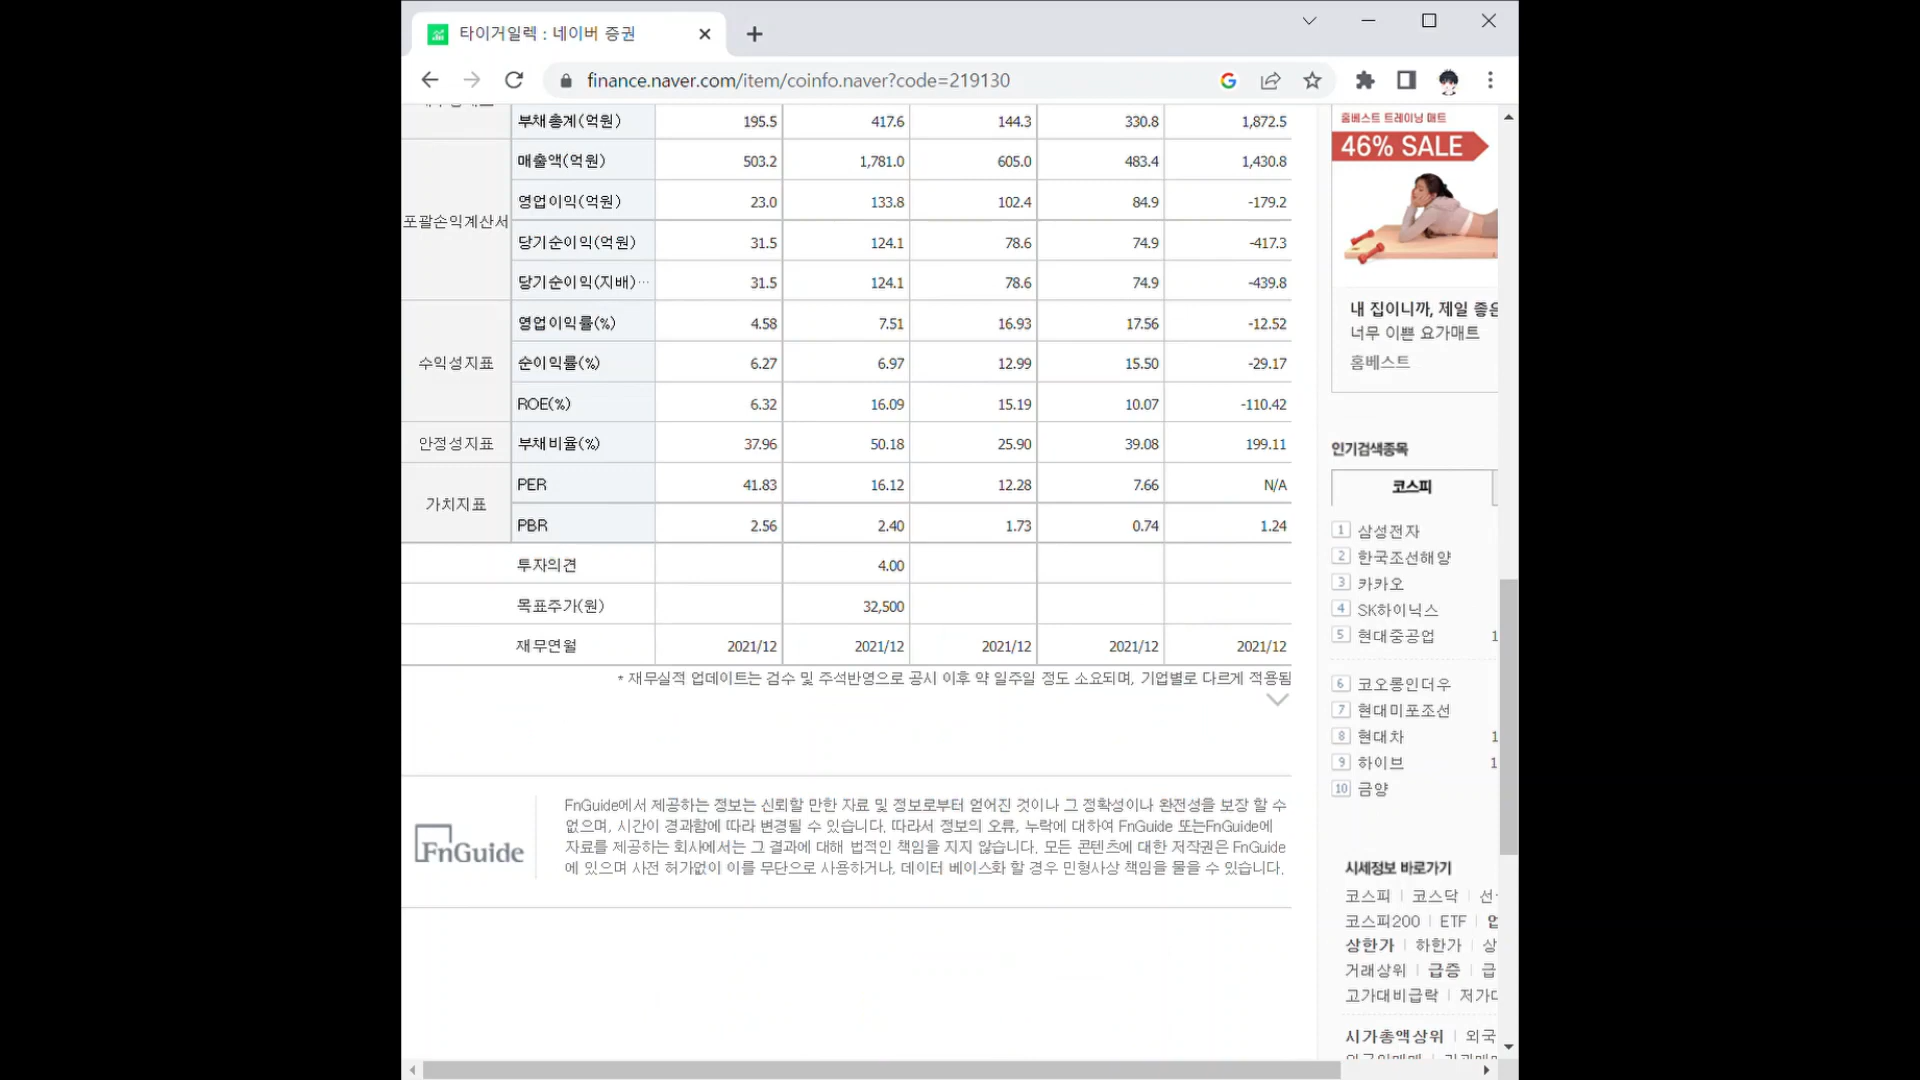 타이거일렉 : 네이버 증권
finance.naver.com/item/coinfo.naver?code=219130
부채총계(억원) 195.5 417.6 144.3 330.8 1,872.5
포괄손익계산서
매출액(억원) 503.2 1,781.0 605.0 483.4 1,430.8
영업이익(억원) 23.0 133.8 102.4 84.9 -179.2
당기순이익(억원) 31.5 124.1 78.6 74.9 -417.3
당기순이익(지배)… 31.5 124.1 78.6 74.9 -439.8
수익성지표
영업이익률(%) 4.58 7.51 16.93 17.56 -12.52
순이익률(%) 6.27 6.97 12.99 15.50 -29.17
ROE(%) 6.32 16.09 15.19 10.07 -110.42
안정성지표 부채비율(%) 37.96 50.18 25.90 39.08 199.11
가치지표
PER 41.83 16.12 12.28 7.66 N/A
PBR 2.56 2.40 1.73 0.74 1.24
투자의견 4.00
목표주가(원) 32,500
재무연월 2021/12 2021/12 2021/12 2021/12 2021/12
* 재무실적 업데이트는 검수 및 주석반영으로 공시 이후 약 일주일 정도 소요되며, 기업별로 다르게 적용됨
FnGuide
FnGuide에서 제공하는 정보는 신뢰할 만한 자료 및 정보로부터 얻어진 것이나 그 정확성이나 완전성을 보장 할 수
없으며, 시간이 경과함에 따라 변경될 수 있습니다. 따라서 정보의 오류, 누락에 대하여 FnGuide 또는FnGuide에
자료를 제공하는 회사에서는 그 결과에 대해 법적인 책임을 지지 않습니다. 모든 콘텐츠에 대한 저작권은 FnGuide
에 있으며 사전 허가없이 이를 무단으로 사용하거나, 데이터 베이스화 할 경우 민형사상 책임을 물을 수 있습니다.
홈베스트 트레이닝 매트
46% SALE
내 집이니까, 제일 좋은
너무 이쁜 요가매트
홈베스트
인기검색종목
코스피
1 삼성전자
2 한국조선해양
3 카카오
4 SK하이닉스
5 현대중공업 1
6 코오롱인더우
7 현대미포조선
8 현대차 1
9 하이브 1
10 금양
시세정보 바로가기
코스피 | 코스닥 | 선
코스피200 | ETF | 업
상한가 | 하한가 | 상
거래상위 | 급증 | 급
고가대비급락 | 저가
시가총액상위 | 외국